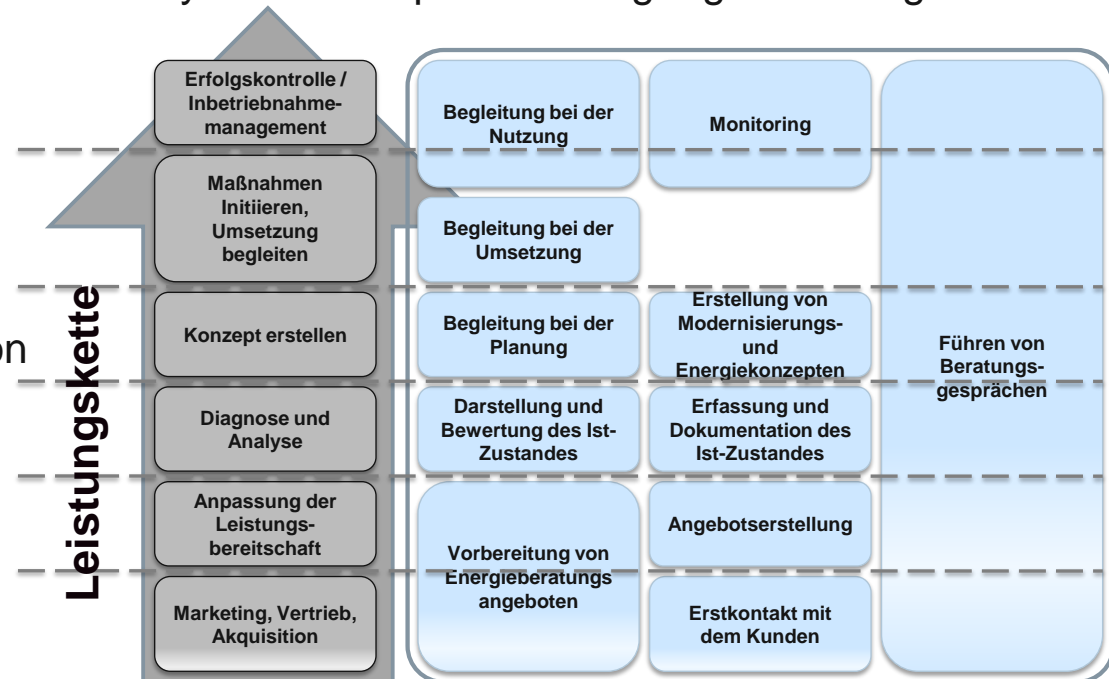 Erfolgskontrolle /
Inbetriebnahme-
management
Begleitung bei der
Nutzung
Monitoring
Maßnahmen
Initiieren,
Umsetzung
begleiten
Begleitung bei der
Umsetzung
Leistungskette
on
Konzept erstellen
Begleitung bei der
Planung
Erstellung von
Modernisierungs-
und
Energiekonzepten
Führen von
Beratungs-
gesprächen
Diagnose und
Analyse
Darstellung und
Bewertung des Ist-
Zustandes
Erfassung und
Dokumentation des
Ist-Zustandes
Anpassung der
Leistungs-
bereitschaft
Vorbereitung von
Energieberatungs
angeboten
Angebotserstellung
Marketing, Vertrieb,
Akquisition
Erstkontakt mit
dem Kunden